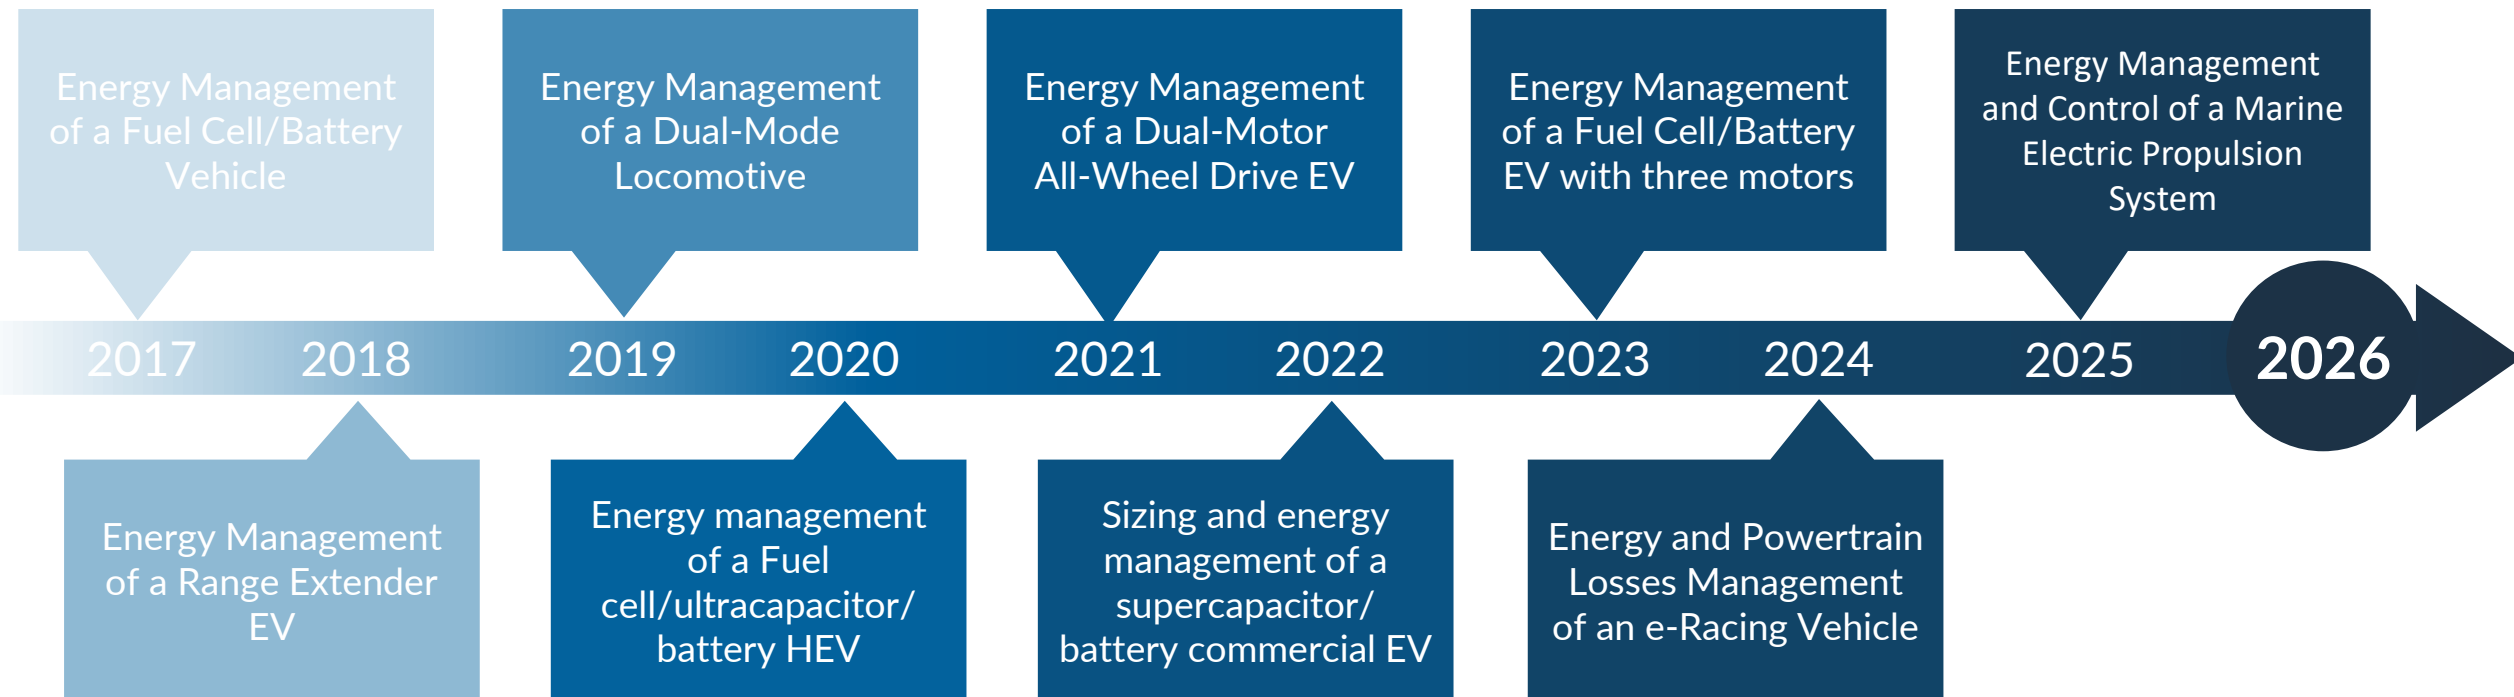 Energy Management
of a Fuel Cell/Battery
Vehicle
Energy Management
of a Dual-Mode
Locomotive
Energy Management
of a Dual-Motor
All-Wheel Drive EV
Energy Management
of a Fuel Cell/Battery
EV with three motors
Energy Management
and Control of a Marine
Electric Propulsion
System
2017 2018 2019 2020 2021 2022 2023 2024 2025 2026
Energy Management
of a Range Extender
EV
Energy management
of a Fuel
cell/ultracapacitor/
battery HEV
Sizing and energy
management of a
supercapacitor/
battery commercial EV
Energy and Powertrain
Losses Management
of an e-Racing Vehicle